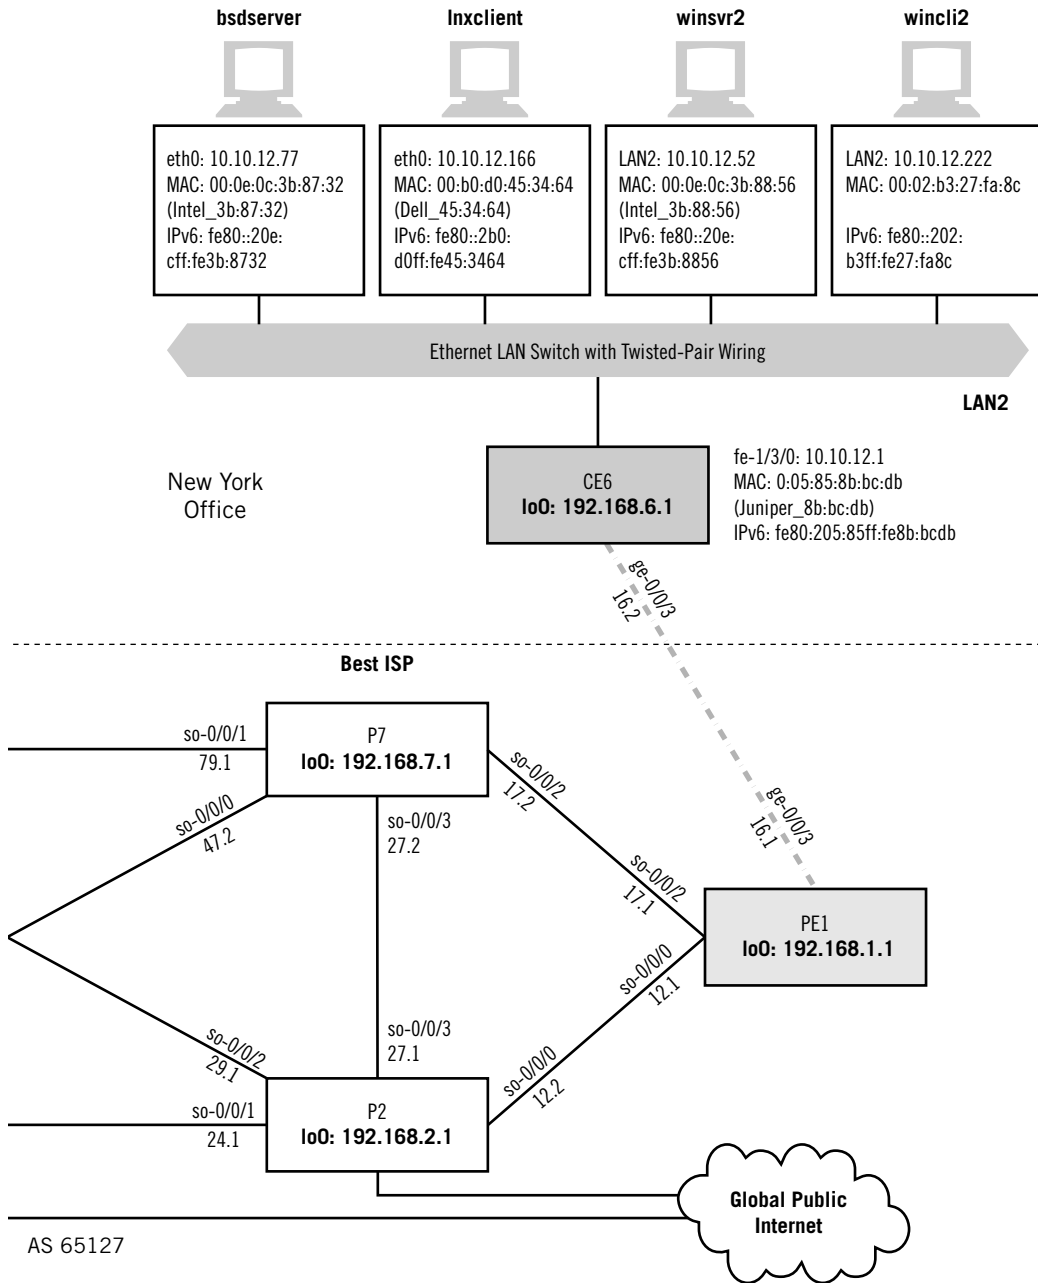 bsdserver
lnxclient
winsvr2
wincli2
eth0: 10.10.12.77
MAC: 00:0e:0c:3b:87:32
(Intel_3b:87:32)
IPv6: fe80::20e:
cff:fe3b:8732
eth0: 10.10.12.166
MAC: 00:b0:d0:45:34:64
(Dell_45:34:64)
IPv6: fe80::2b0:
d0ff:fe45:3464
LAN2: 10.10.12.52
MAC: 00:0e:0c:3b:88:56
(Intel_3b:88:56)
IPv6: fe80::20e:
cff:fe3b:8856
LAN2: 10.10.12.222
MAC: 00:02:b3:27:fa:8c
IPv6: fe80::202:
b3ff:fe27:fa8c
Ethernet LAN Switch with Twisted-Pair Wiring
LAN2
New York
Office
CE6
lo0: 192.168.6.1
fe-1/3/0: 10.10.12.1
MAC: 0:05:85:8b:bc:db
(Juniper_8b:bc:db)
IPv6: fe80:205:85ff:fe8b:bcdb
ge-0/0/3
16.2
Best ISP
so-0/0/1
79.1
P7
lo0: 192.168.7.1
so-0/0/2
17.2
ge-0/0/3
16.1
so-0/0/0
47.2
so-0/0/3
27.2
so-0/0/2
17.1
PE1
lo0: 192.168.1.1
so-0/0/0
12.1
so-0/0/2
29.1
so-0/0/3
27.1
so-0/0/0
12.2
so-0/0/1
24.1
P2
lo0: 192.168.2.1
Global Public
Internet
AS 65127